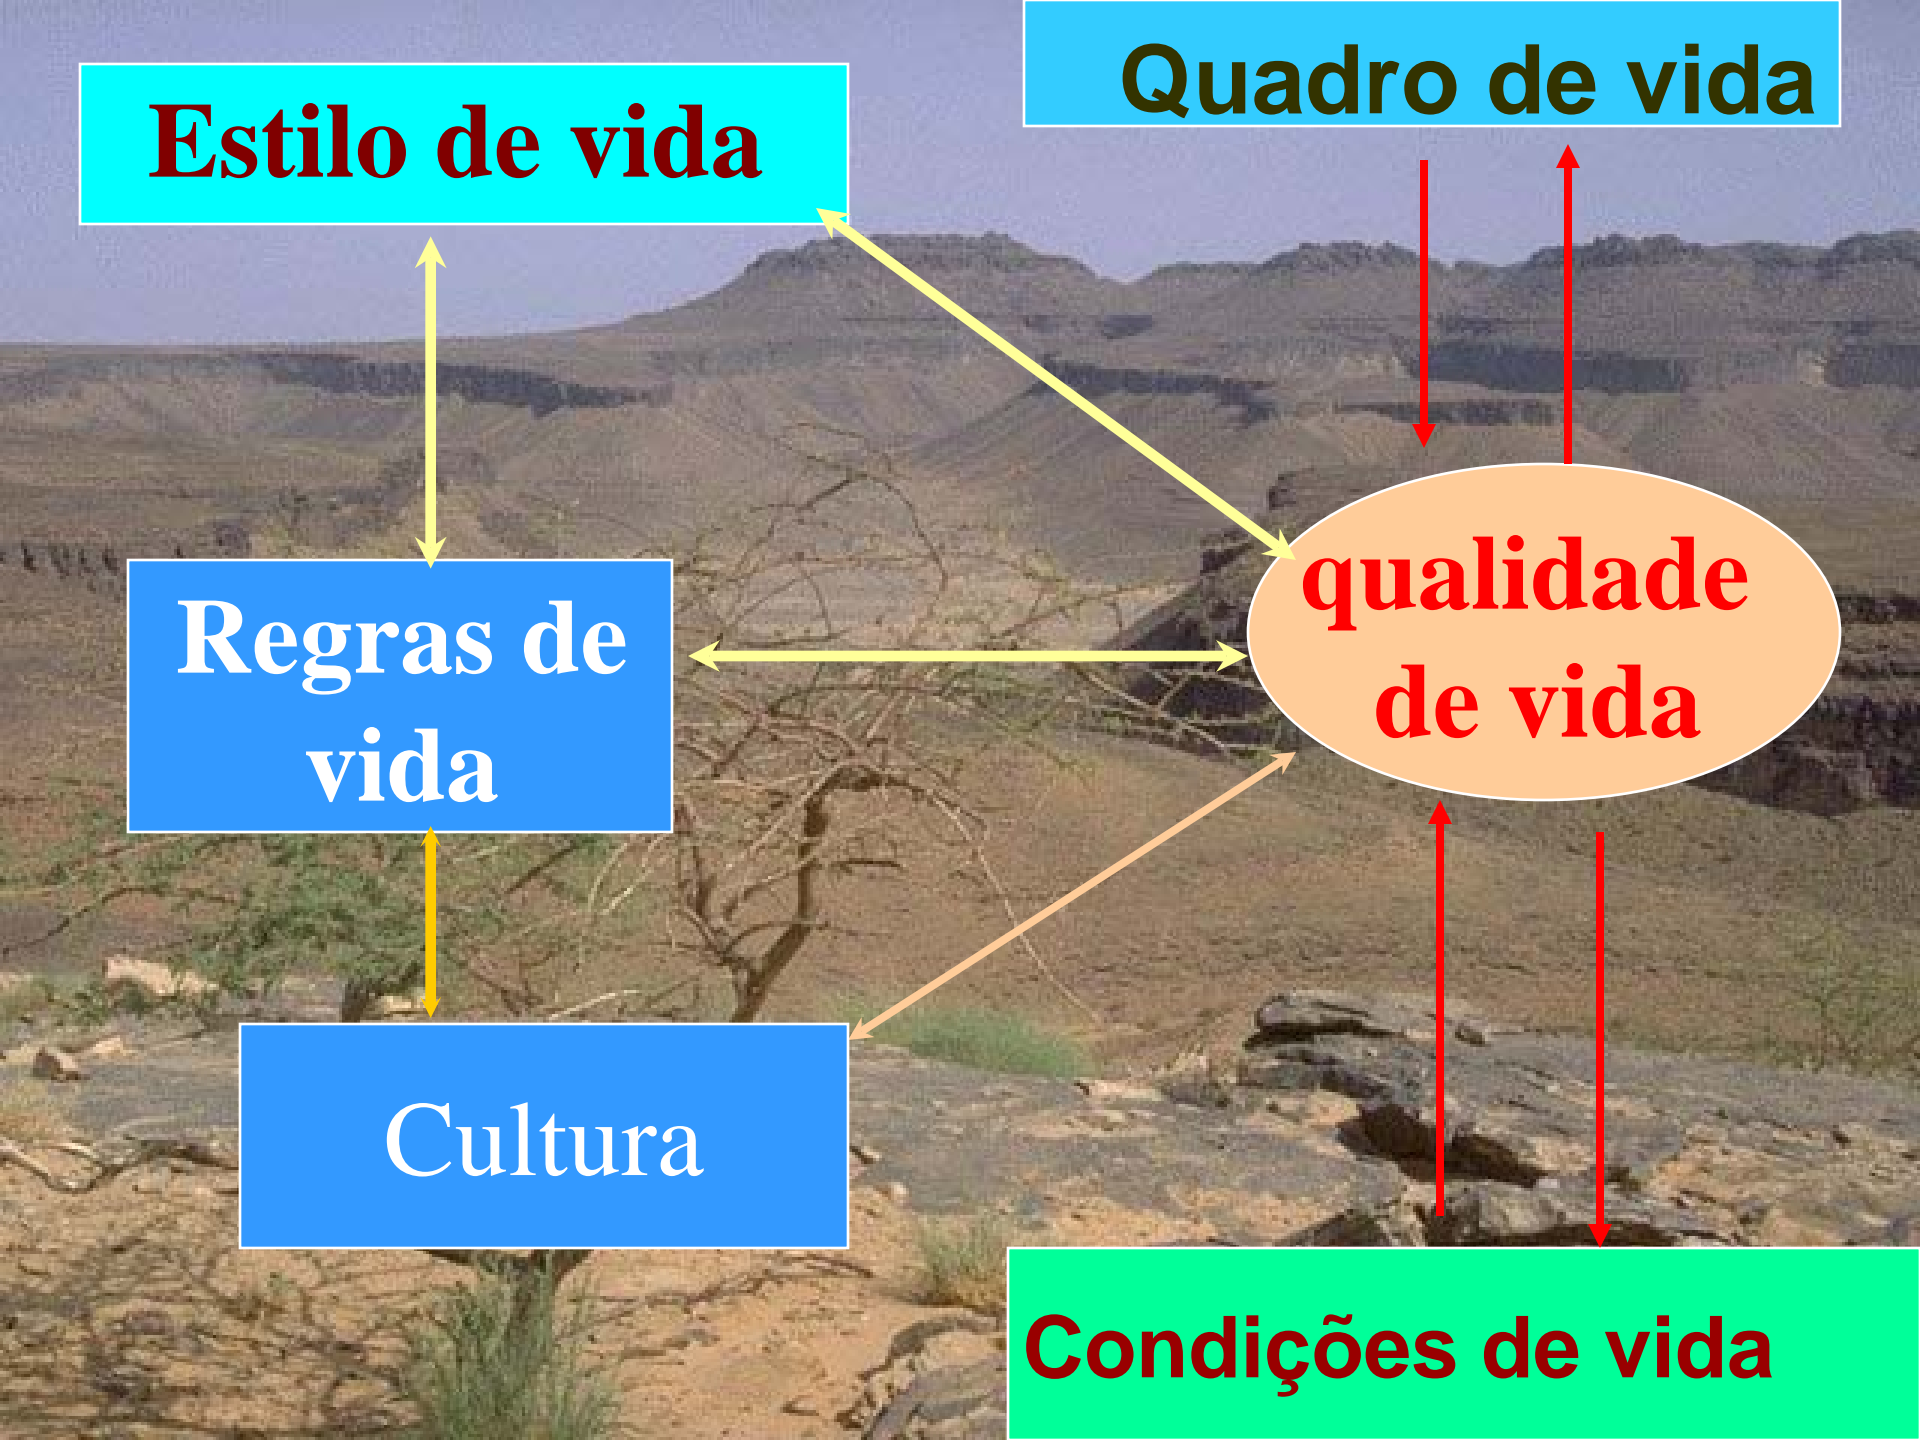 Quadro de vida
Estilo de vida
qualidade
de vida
Regras de
vida
Cultura
Condições de vida